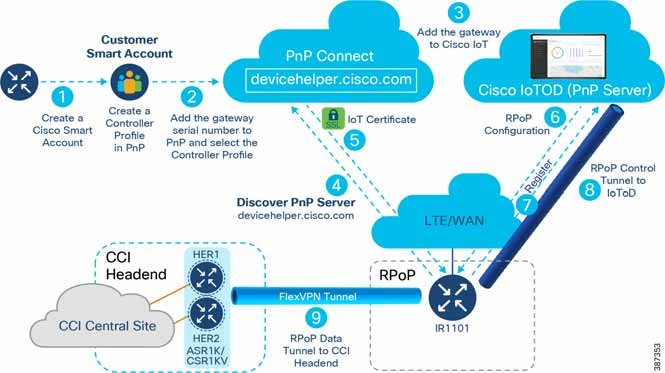 Customer
Smart Account
1
Create a
Cisco Smart
Account
Create a
Controller
Profile
in PnP
2
Add the gateway
serial number to
PnP and select the
Controller Profile
PnP Connect
devicehelper.cisco.com
3
Add the gateway
to Cisco IoT
Cisco IoTOD (PnP Server)
SSL
IoT Certificate
5
4
Discover PnP Server
devicehelper.cisco.com
6
RPoP
Configuration
Register
7
8
RPoP Control
Tunnel to
IoToD
LTE/WAN
CCI
Headend
HER1
HER2
ASR1K/
CSR1KV
CCI Central Site
FlexVPN Tunnel
9
RPoP Data
Tunnel to CCI
Headend
RPoP
IR1101
387353